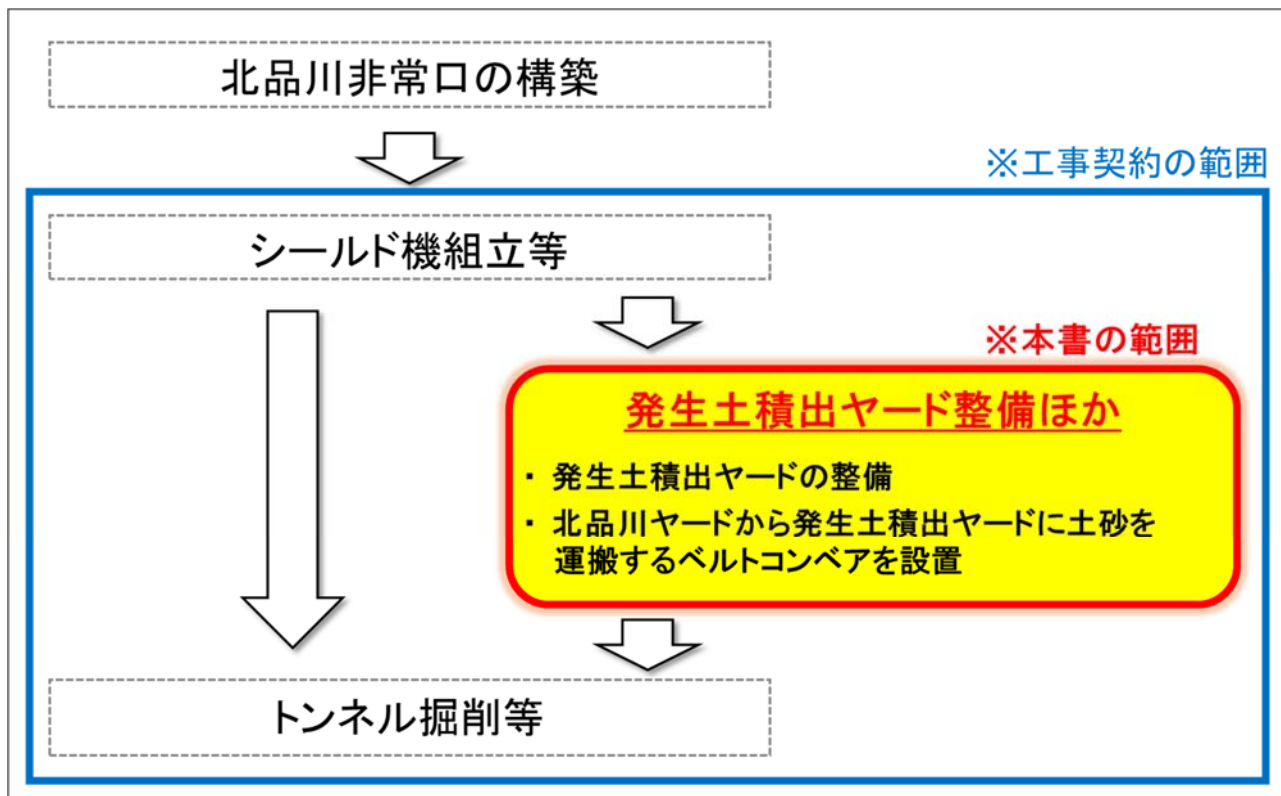 北品川非常口の構築
※工事契約の範囲
シールド機組立等
※本書の範囲
発生土積出ヤード整備ほか
・ 発生土積出ヤードの整備
・ 北品川ヤードから発生土積出ヤードに土砂を
運搬するベルトコンベアを設置
トンネル掘削等